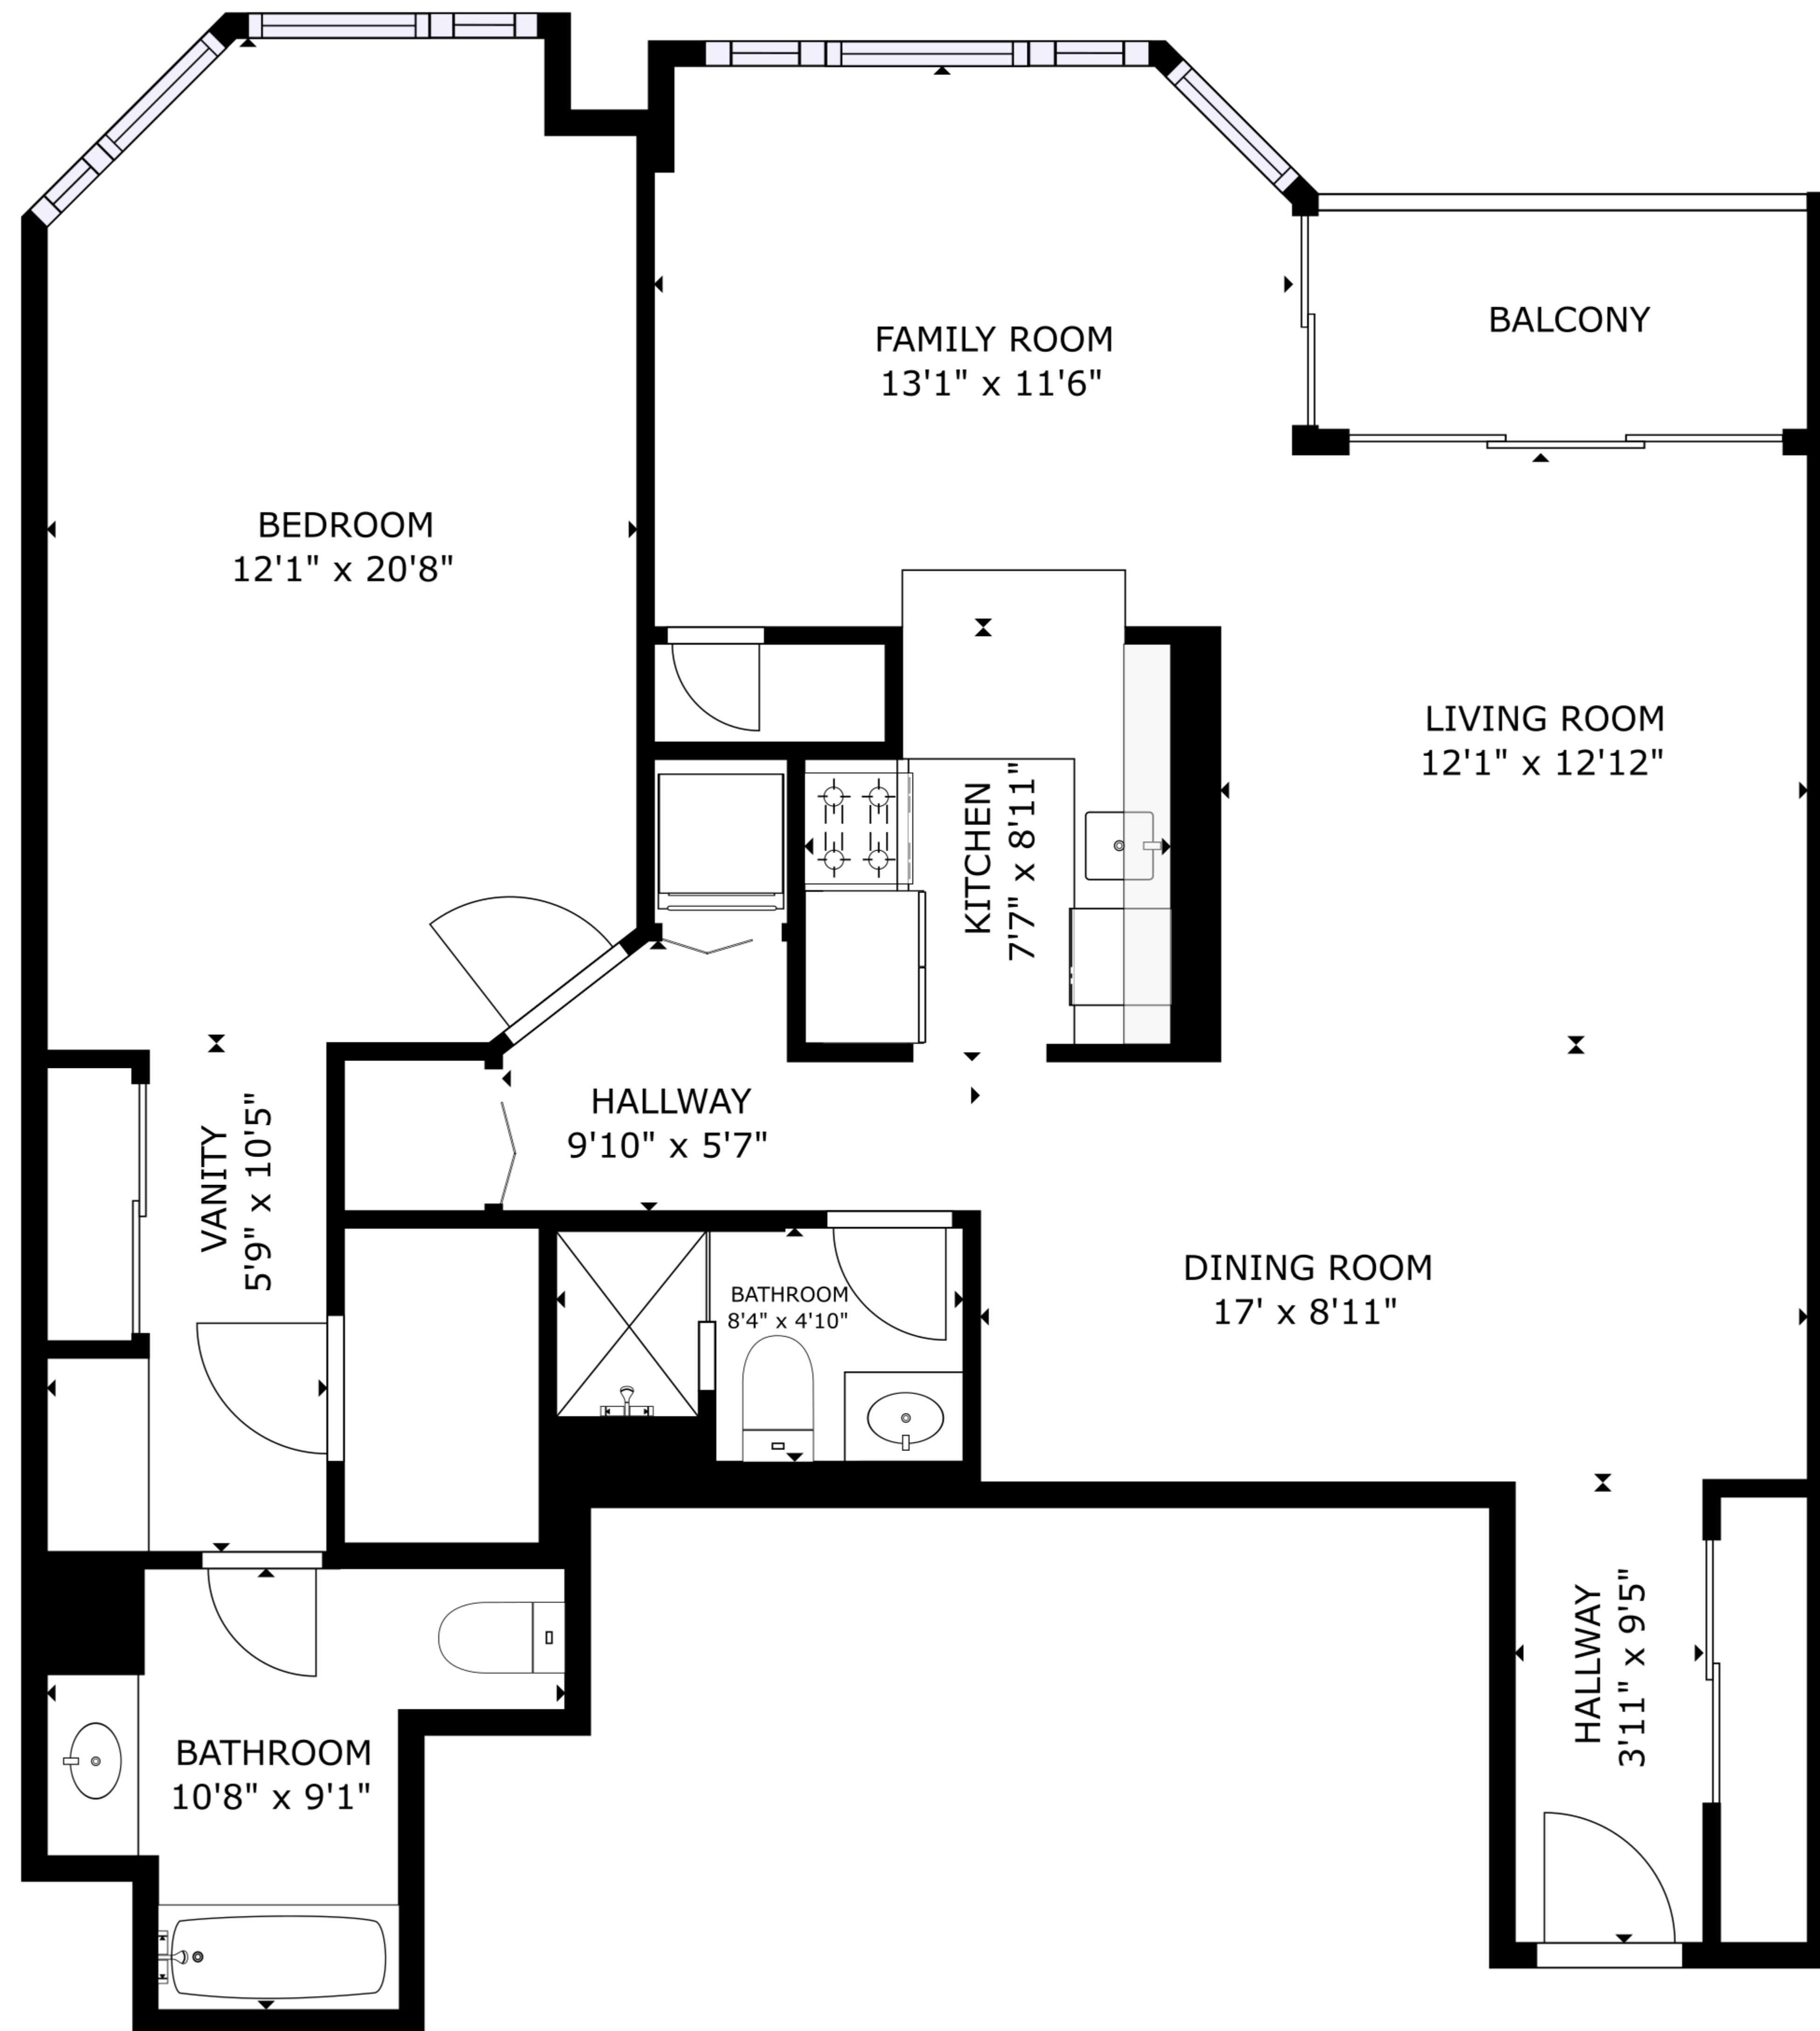 BALCONY
FAMILY ROOM
13'1" x 11'6"
BEDROOM
12'1" x 20'8"
LIVING ROOM
12'1" x 12'12"
KITCHEN
7'7" x 8'11"
HALLWAY
9'10" x 5'7"
VANITY
5'9" x 10'5"
DINING ROOM
17' x 8'11"
BATHROOM
8'4" x 4'10"
HALLWAY
3'11" x 9'5"
BATHROOM
10'8" x 9'1"